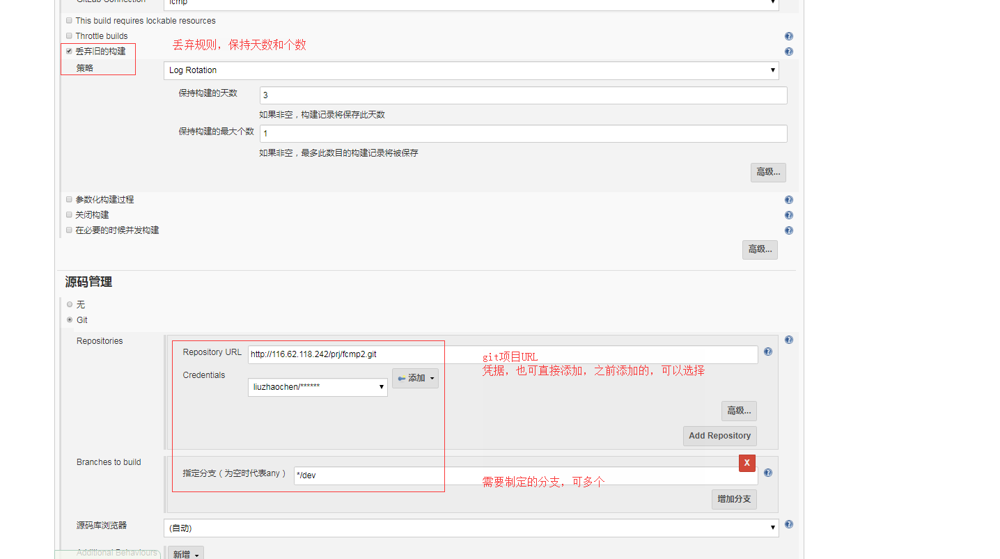 GitLab Connection
fcmp
This build requires lockable resources
Throttle builds
丢弃旧的构建
丢弃规则，保持天数和个数
策略
Log Rotation
保持构建的天数
3
如果非空，构建记录将保存此天数
保持构建的最大个数
1
如果非空，最多此数目的构建记录将被保存
高级...
参数化构建过程
关闭构建
在必要的时候并发构建
高级...
源码管理
无
Git
Repositories
Repository URL
http://116.62.118.242/prj/fcmp2.git
git项目URL
凭据，也可直接添加，之前添加的，可以选择
Credentials
liuzhaochen/******
添加
高级...
Add Repository
Branches to build
X
指定分支（为空时代表any）
*/dev
需要制定的分支，可多个
增加分支
源码库浏览器
(自动)
Additional Behaviours
新增